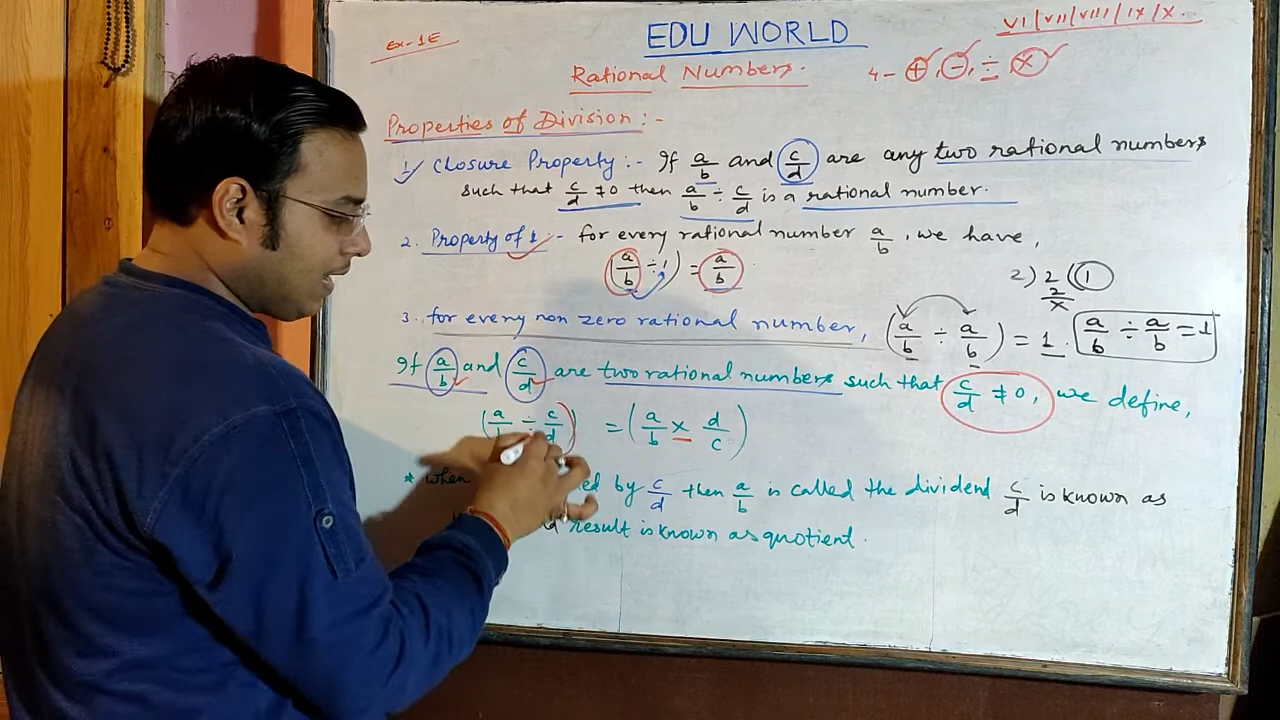 Ex-1E
EDU WORLD
VI/VII/VIII/IX/X.
Rational Numbers.
4 - +, -, ÷, ×
Properties of Division :-
1. Closure Property :- If a/b and c/d are any two rational numbers
such that c/d ≠ 0 then a/b ÷ c/d is a rational number.
2. Property of 1 :- for every rational number a/b, we have,
(a/b ÷ 1) = a/b
2)2(1
2
×
3. for every non zero rational number, (a/b ÷ a/b) = 1. a/b ÷ a/b = 1
If a/b and c/d are two rational numbers such that c/d ≠ 0, we define,
(a/b ÷ c/d) = (a/b × d/c)
* when by c/d then a/b is called the dividend c/d is known as
result is known as quotient.